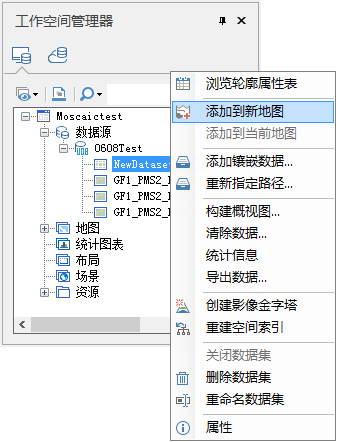 工作空间管理器
Moscaictest
数据源
0608Test
NewDatase
GF1_PMS2_
GF1_PMS2_
GF1_PMS2_
地图
统计图表
布局
场景
资源
浏览轮廓属性表
添加到新地图
添加到当前地图
添加镶嵌数据...
重新指定路径...
构建概视图...
清除数据...
统计信息
导出数据...
创建影像金字塔
重建空间索引
关闭数据集
删除数据集
重命名数据集
属性